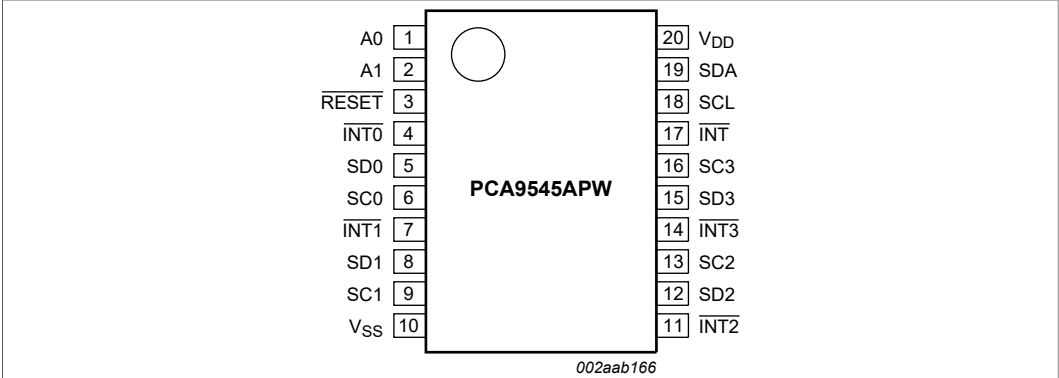 A0 1
A1 2
RESET 3
INT0 4
SD0 5
SC0 6
INT1 7
SD1 8
SC1 9
VSS 10
PCA9545APW
20 VDD
19 SDA
18 SCL
17 INT
16 SC3
15 SD3
14 INT3
13 SC2
12 SD2
11 INT2
002aab166